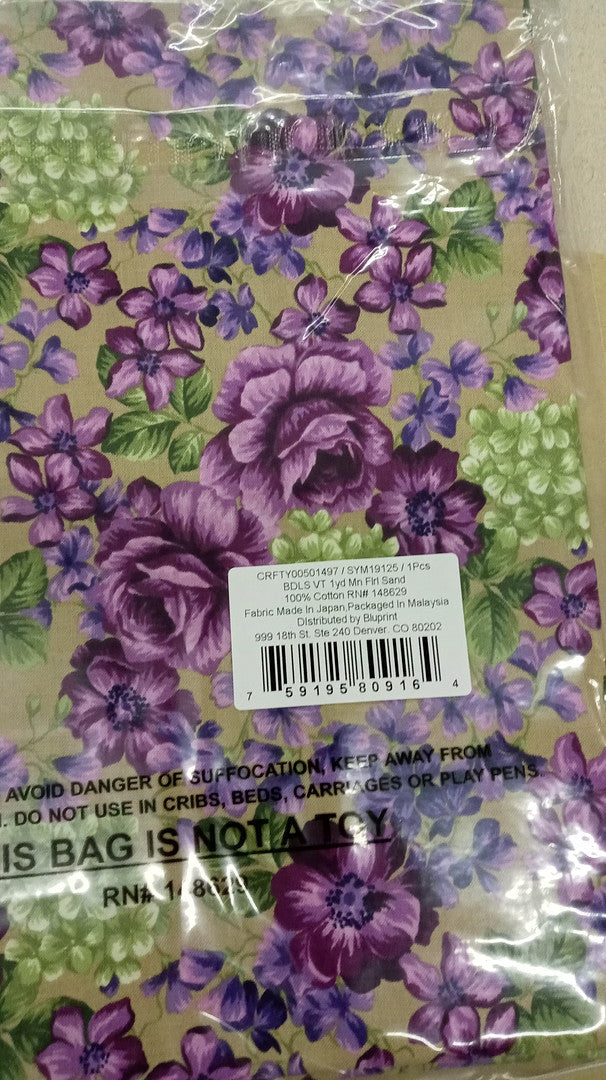 CRFTY00501497 / SYM19125 / 1Pcs
BDLS VT 1yd Mn Flrl Sand
100% Cotton RN# 148629
Fabric Made In Japan,Packaged In Malaysia
Distributed by Bluprint
999 18th St. Ste 240 Denver. CO 80202
7 59195 80916 4
AVOID DANGER OF SUFFOCATION, KEEP AWAY FROM
. DO NOT USE IN CRIBS, BEDS, CARRIAGES OR PLAY PENS.
IS BAG IS NOT A TOY
RN# 148629